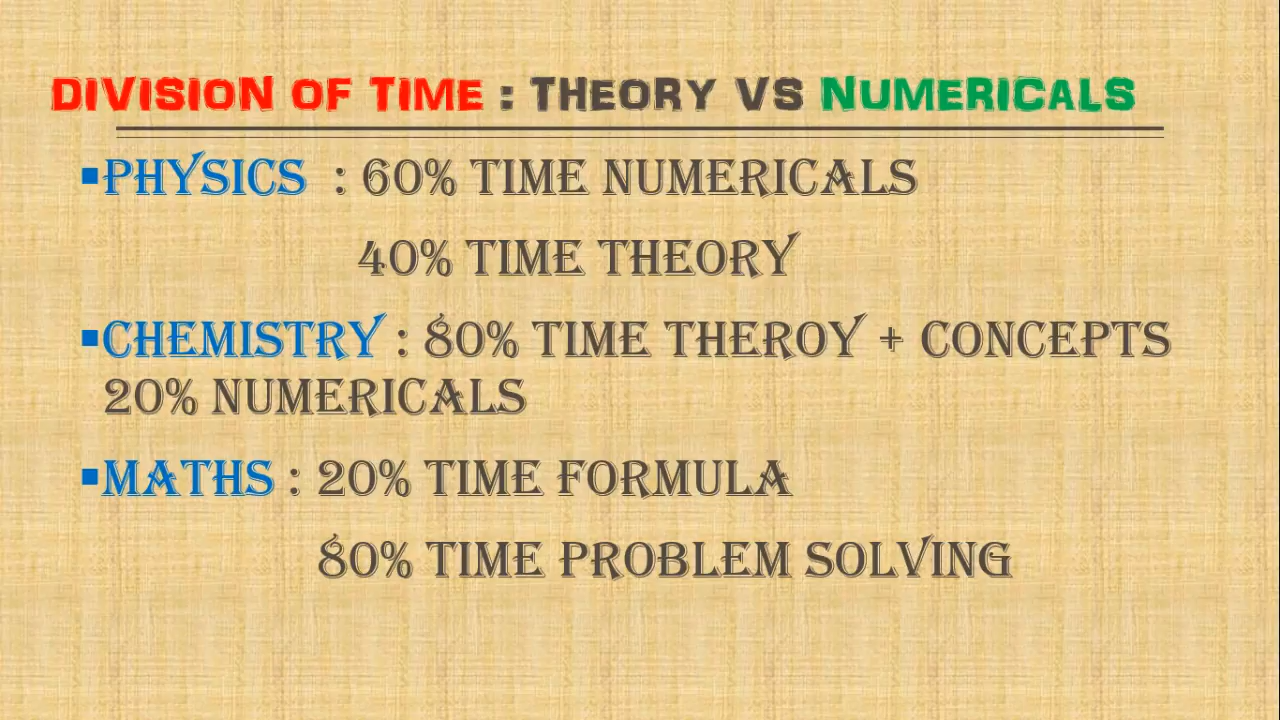 DIVISION OF TIME : THEORY VS NUMERICALS
▪PHYSICS : 60% TIME NUMERICALS
40% TIME THEORY
▪CHEMISTRY : 80% TIME THEROY + CONCEPTS
20% NUMERICALS
▪MATHS : 20% TIME FORMULA
80% TIME PROBLEM SOLVING